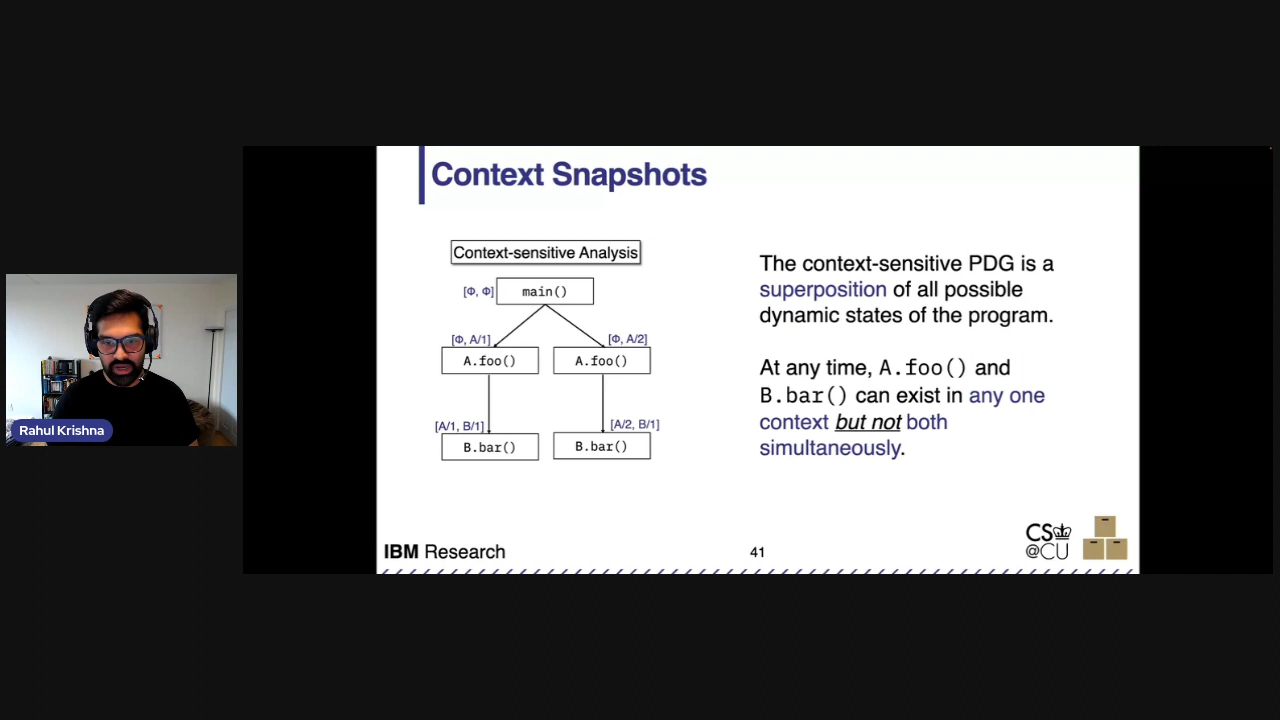 Context Snapshots
Context-sensitive Analysis
[Φ, Φ]
main()
[Φ, A/1]
[Φ, A/2]
A.foo()
A.foo()
[A/1, B/1]
[A/2, B/1]
B.bar()
B.bar()
The context-sensitive PDG is a
superposition of all possible
dynamic states of the program.
At any time, A.foo() and
B.bar() can exist in any one
context but not both
simultaneously.
Rahul Krishna
IBM Research
41
CS
@CU